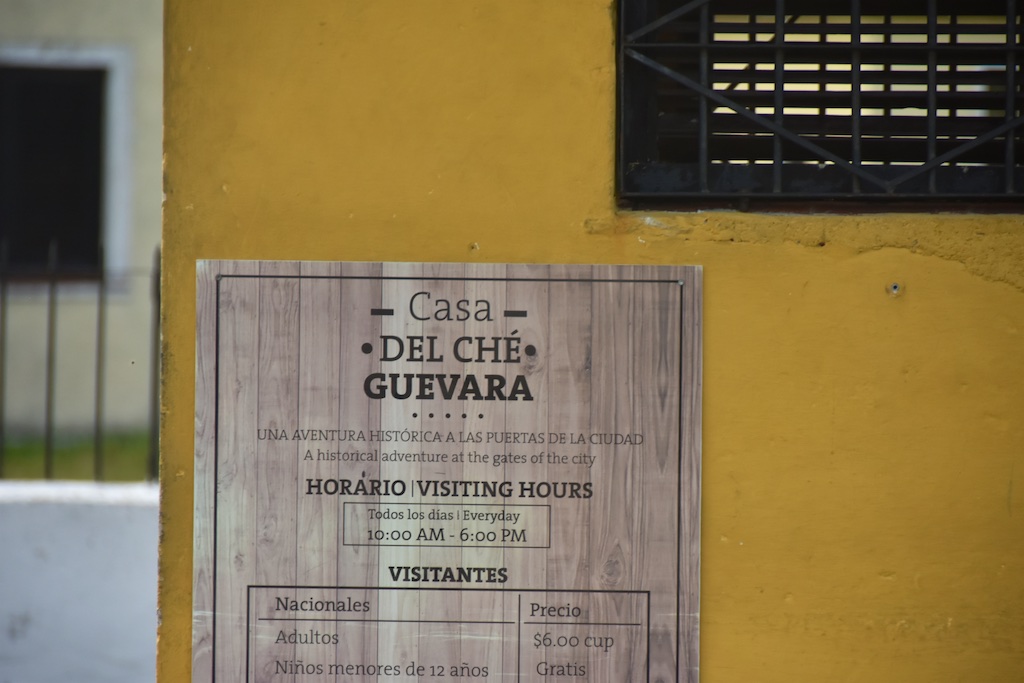 Casa
DEL CHÉ
GUEVARA
UNA AVENTURA HISTÓRICA A LAS PUERTAS DE LA CIUDAD
A historical adventure at the gates of the city
HORÁRIO | VISITING HOURS
Todos los días | Everyday
10:00 AM - 6:00 PM
VISITANTES
Nacionales Precio
Adultos $6.00 cup
Niños menores de 12 años Gratis